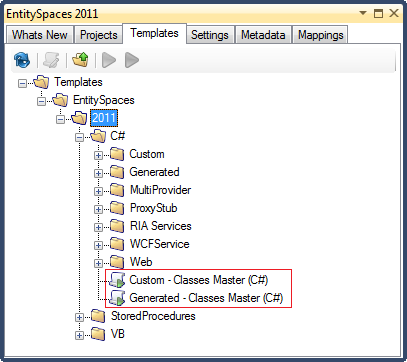 EntitySpaces 2011
Whats New Projects Templates Settings Metadata Mappings
Templates
EntitySpaces
2011
C#
Custom
Generated
MultiProvider
ProxyStub
RIA Services
WCFService
Web
Custom - Classes Master (C#)
Generated - Classes Master (C#)
StoredProcedures
VB